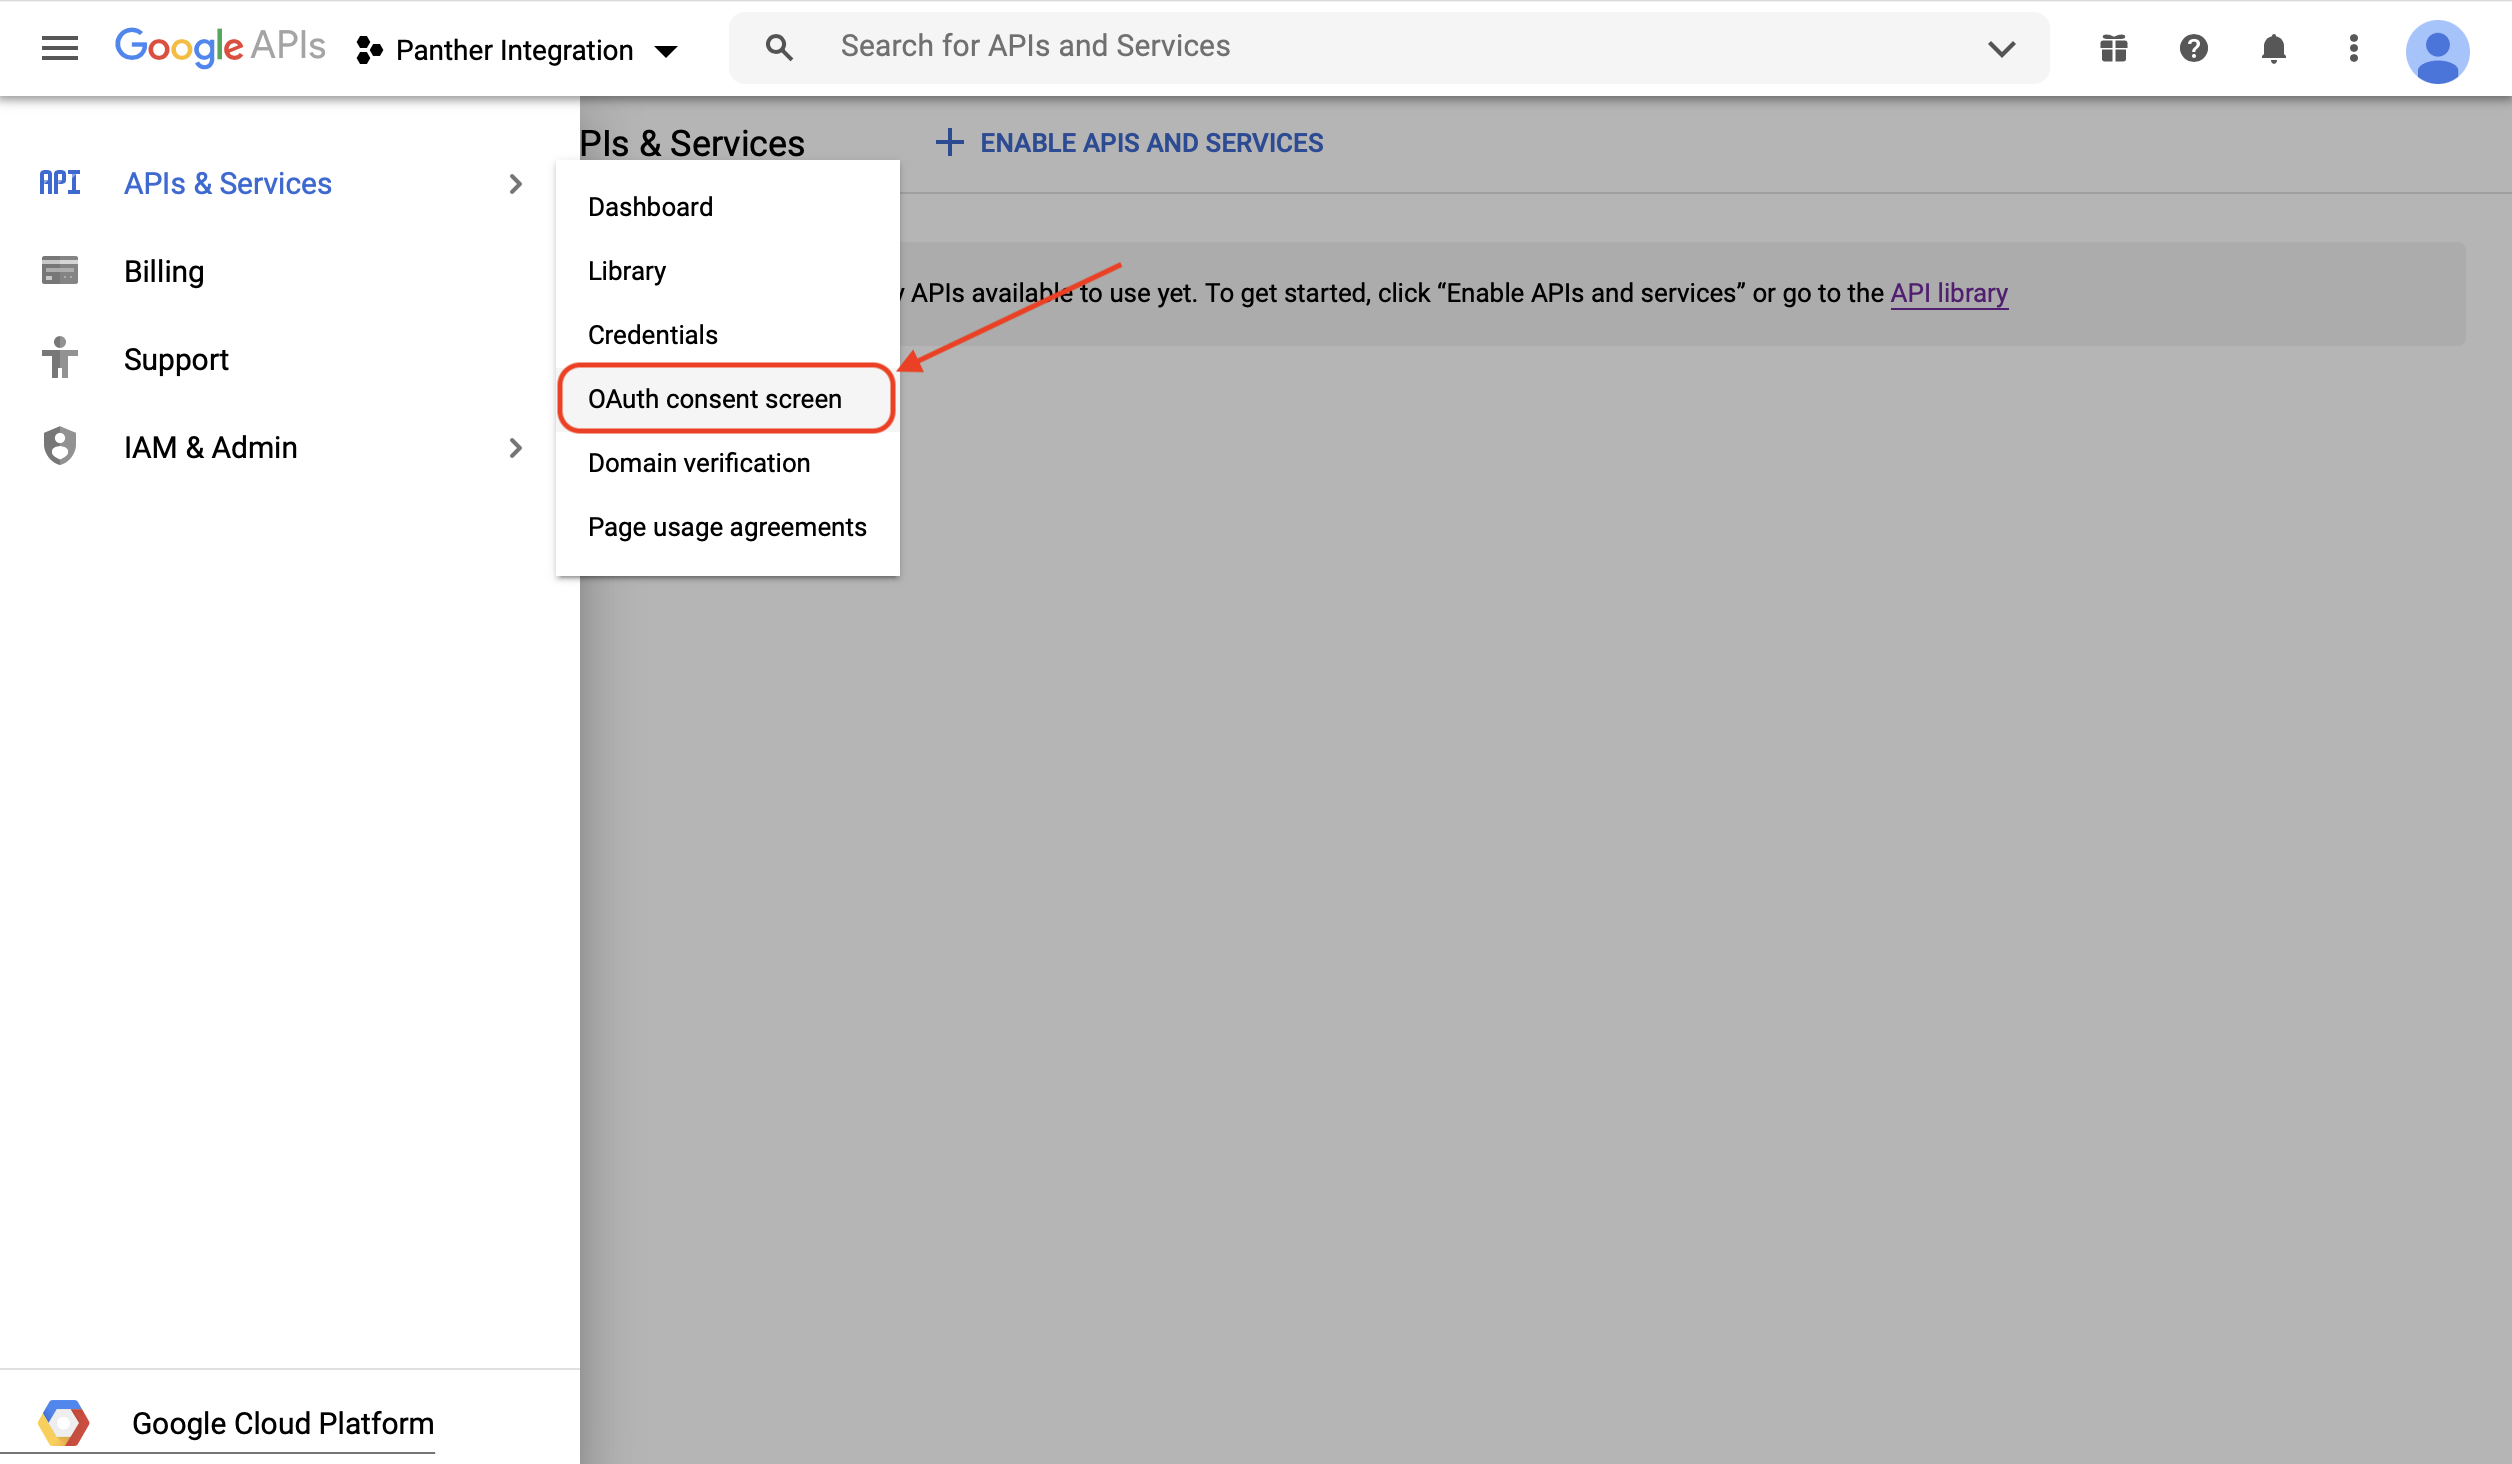 Google APIs
Panther Integration
Search for APIs and Services
API
APIs & Services
Billing
Support
IAM & Admin
PIs & Services
ENABLE APIS AND SERVICES
Dashboard
Library
Credentials
OAuth consent screen
Domain verification
Page usage agreements
APIs available to use yet. To get started, click “Enable APIs and services” or go to the API library
Google Cloud Platform